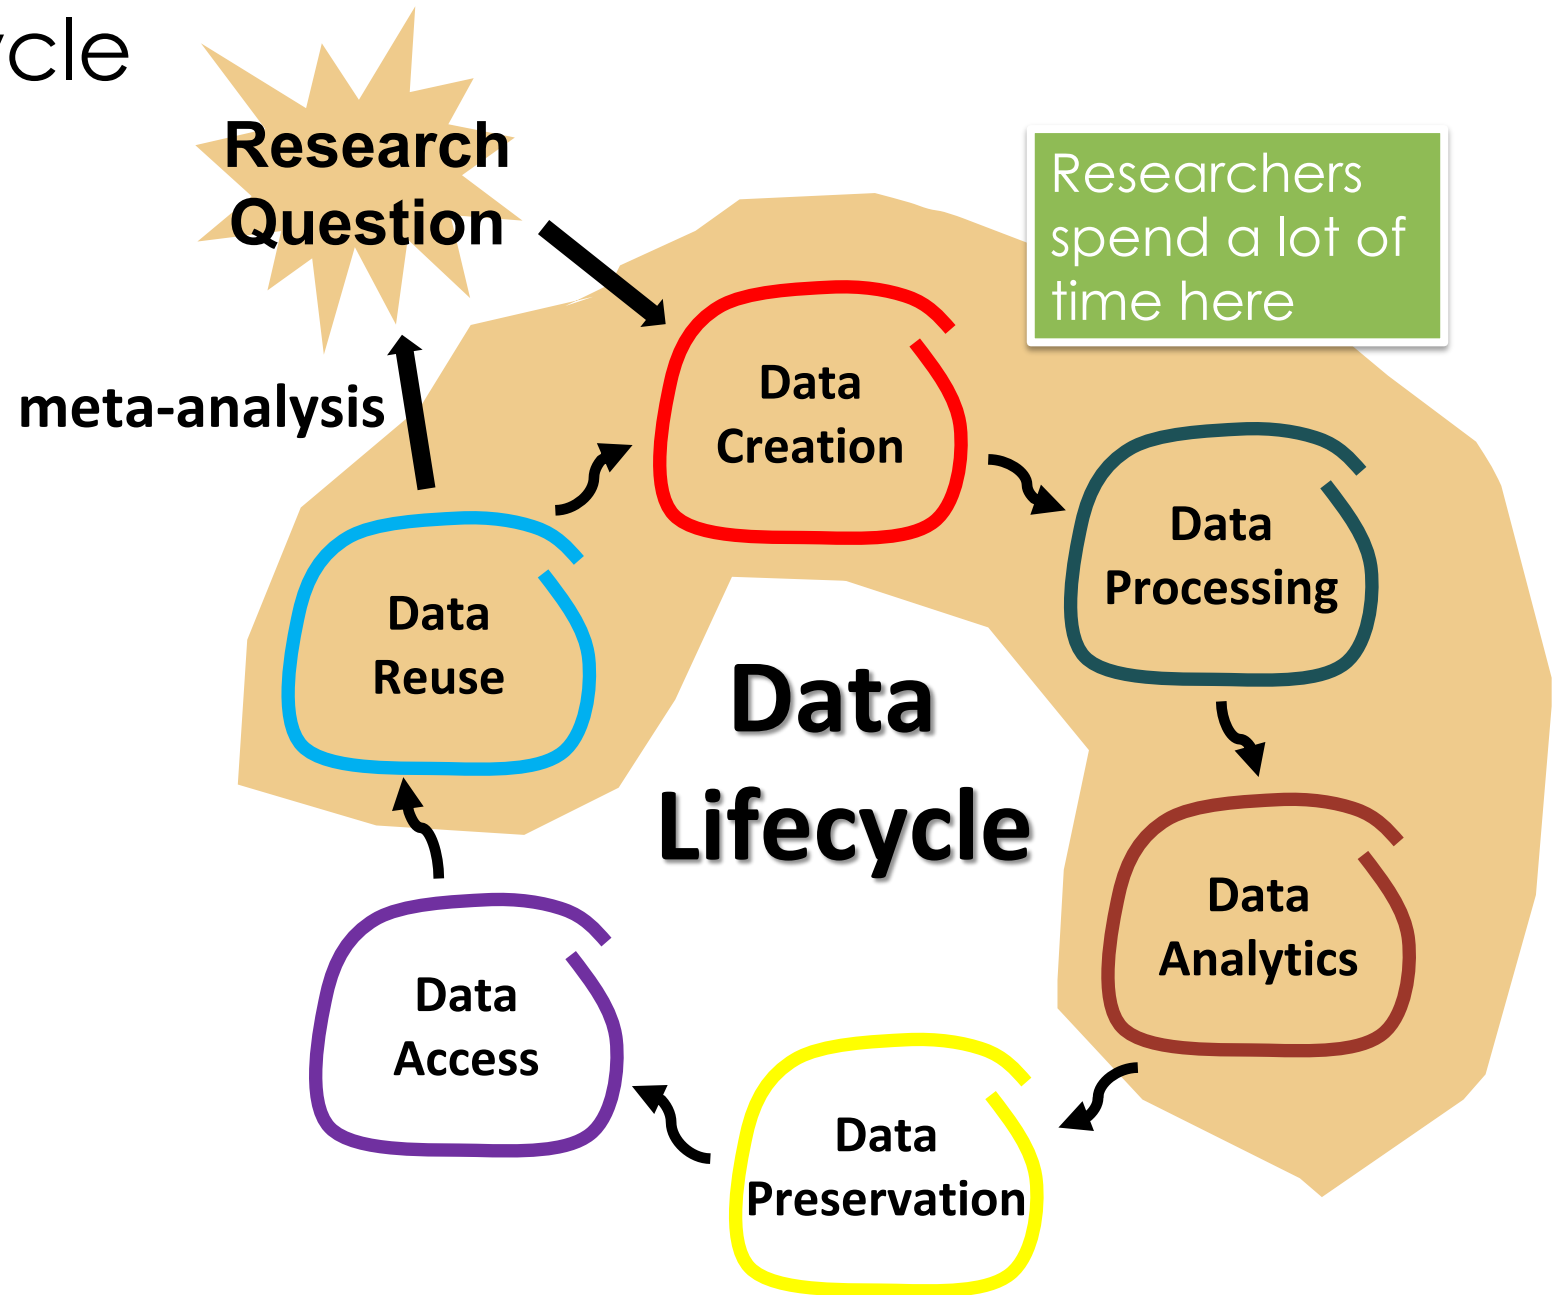 ycle
Research
Question
Researchers
spend a lot of
time here
meta-analysis
Data
Creation
Data
Processing
Data
Reuse
Data
Lifecycle
Data
Analytics
Data
Access
Data
Preservation